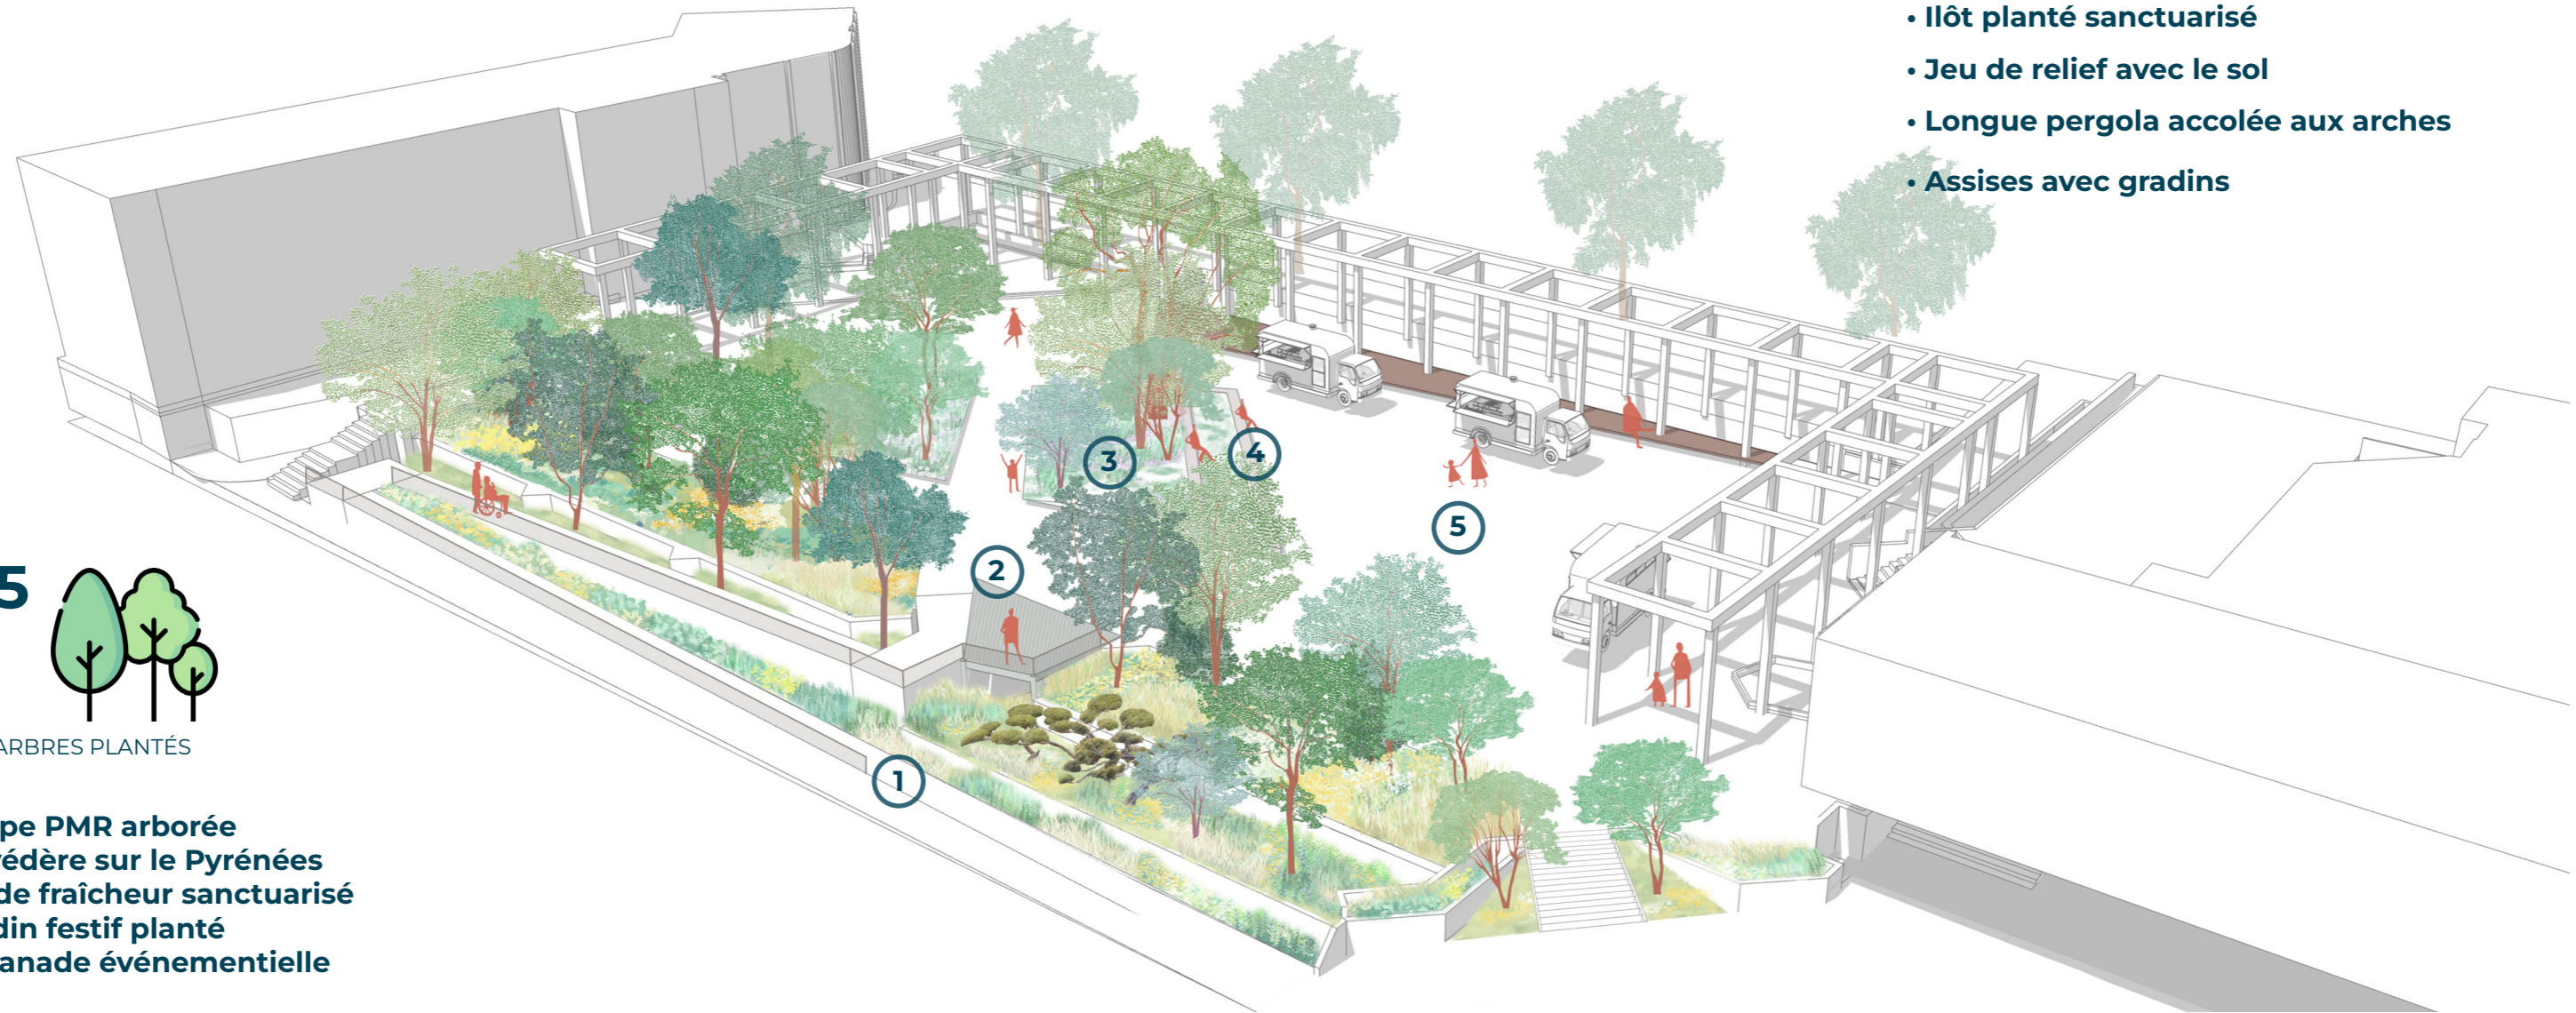 • Ilôt planté sanctuarisé
• Jeu de relief avec le sol
• Longue pergola accolée aux arches
• Assises avec gradins
3
4
5
2
1
5
ARBRES PLANTÉS
pe PMR arborée
védère sur le Pyrénées
de fraîcheur sanctuarisé
din festif planté
anade événementielle